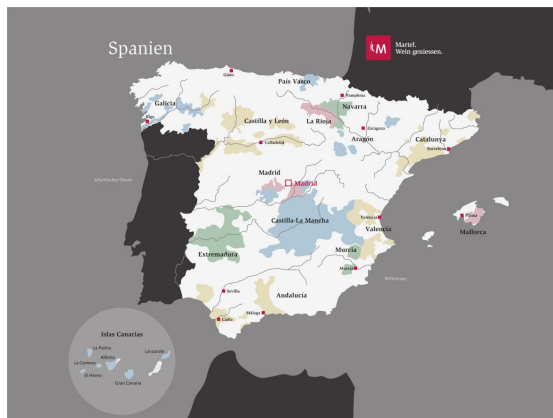 Spanien
Martel.
Wein geniessen.
Gijón
País Vasco
Galicia
Pamplona
Navarra
Vigo
Castilla y León
La Rioja
Zaragoza
Catalunya
Valladolid
Aragón
Barcelona
Madrid
Atlantischer Ozean
Madrid
Castilla-La Mancha
Valencia
Palma
Valencia
Mallorca
Extremadura
Murcia
Murcia
Mittelmeer
Sevilla
Andalucía
Málaga
Cádiz
Islas Canarias
La Palma
Lanzarote
La Gomera
El Hierro
Gran Canaria